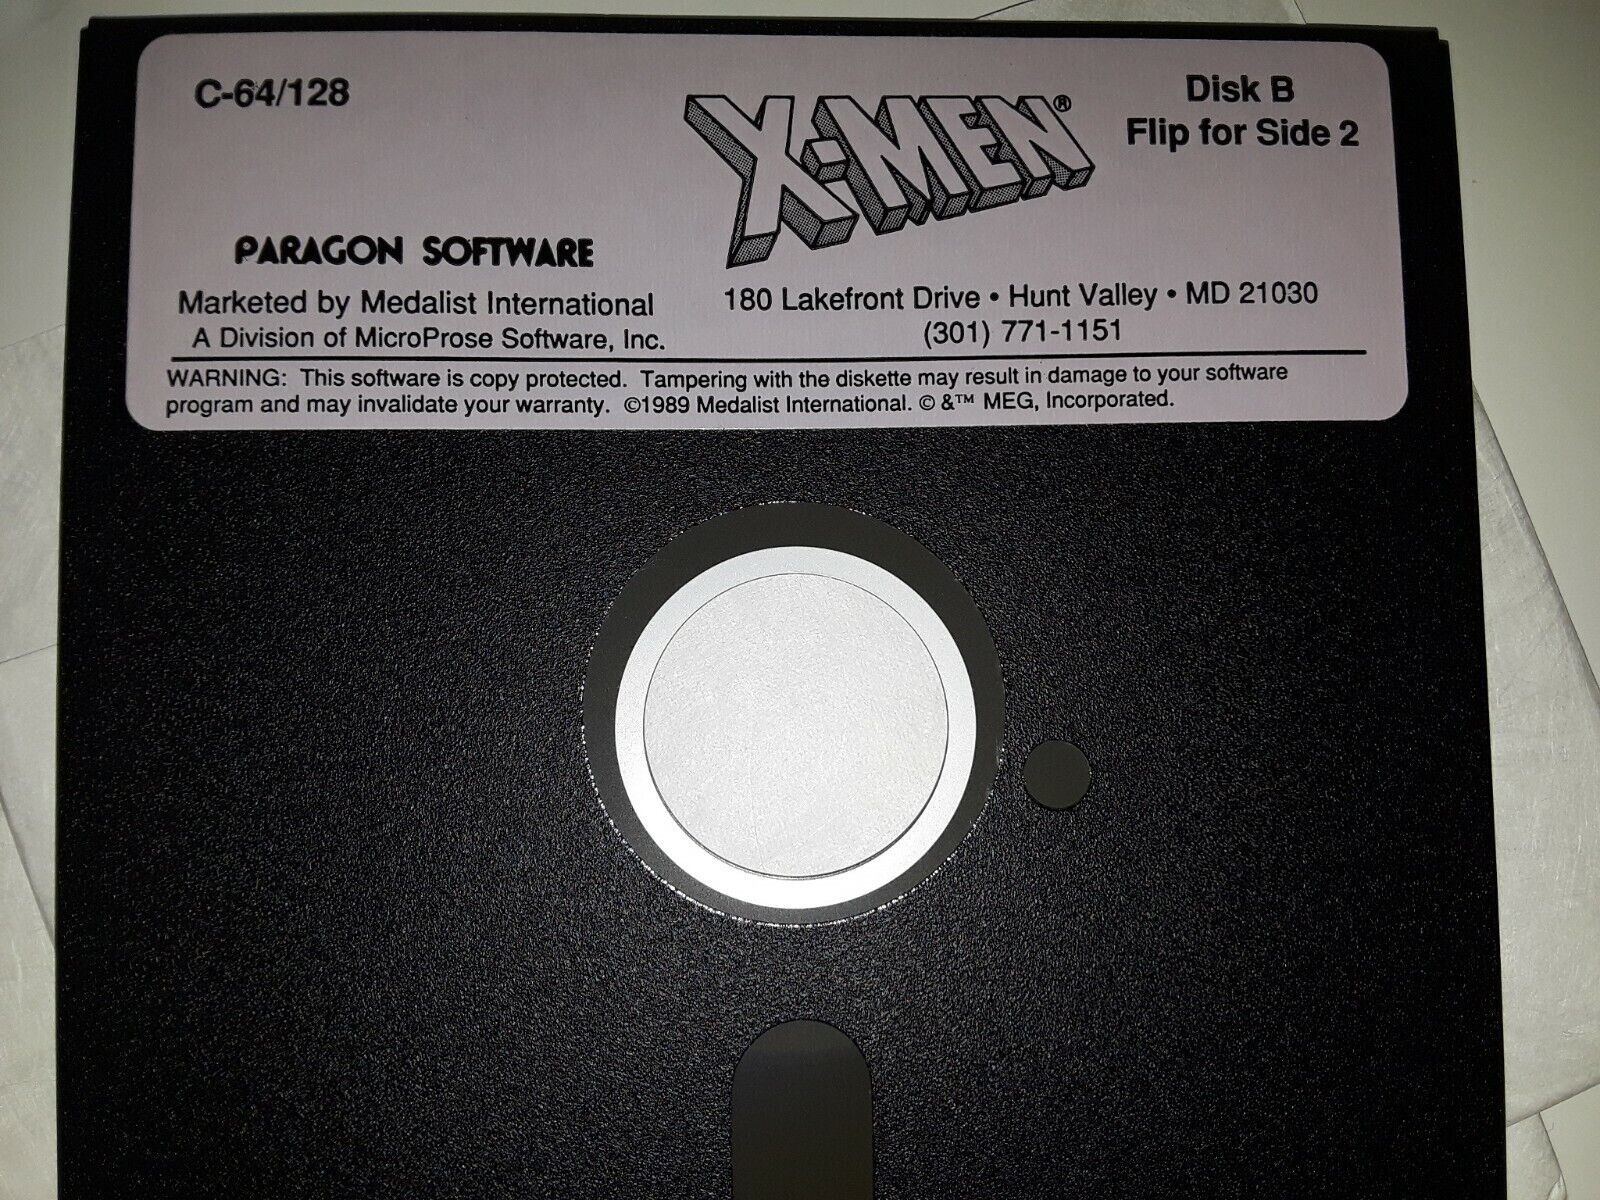 C-64/128
X-MEN®
Disk B
Flip for Side 2
PARAGON SOFTWARE
Marketed by Medalist International
A Division of MicroProse Software, Inc.
180 Lakefront Drive • Hunt Valley • MD 21030
(301) 771-1151
WARNING: This software is copy protected. Tampering with the diskette may result in damage to your software
program and may invalidate your warranty. ©1989 Medalist International. © &™ MEG, Incorporated.